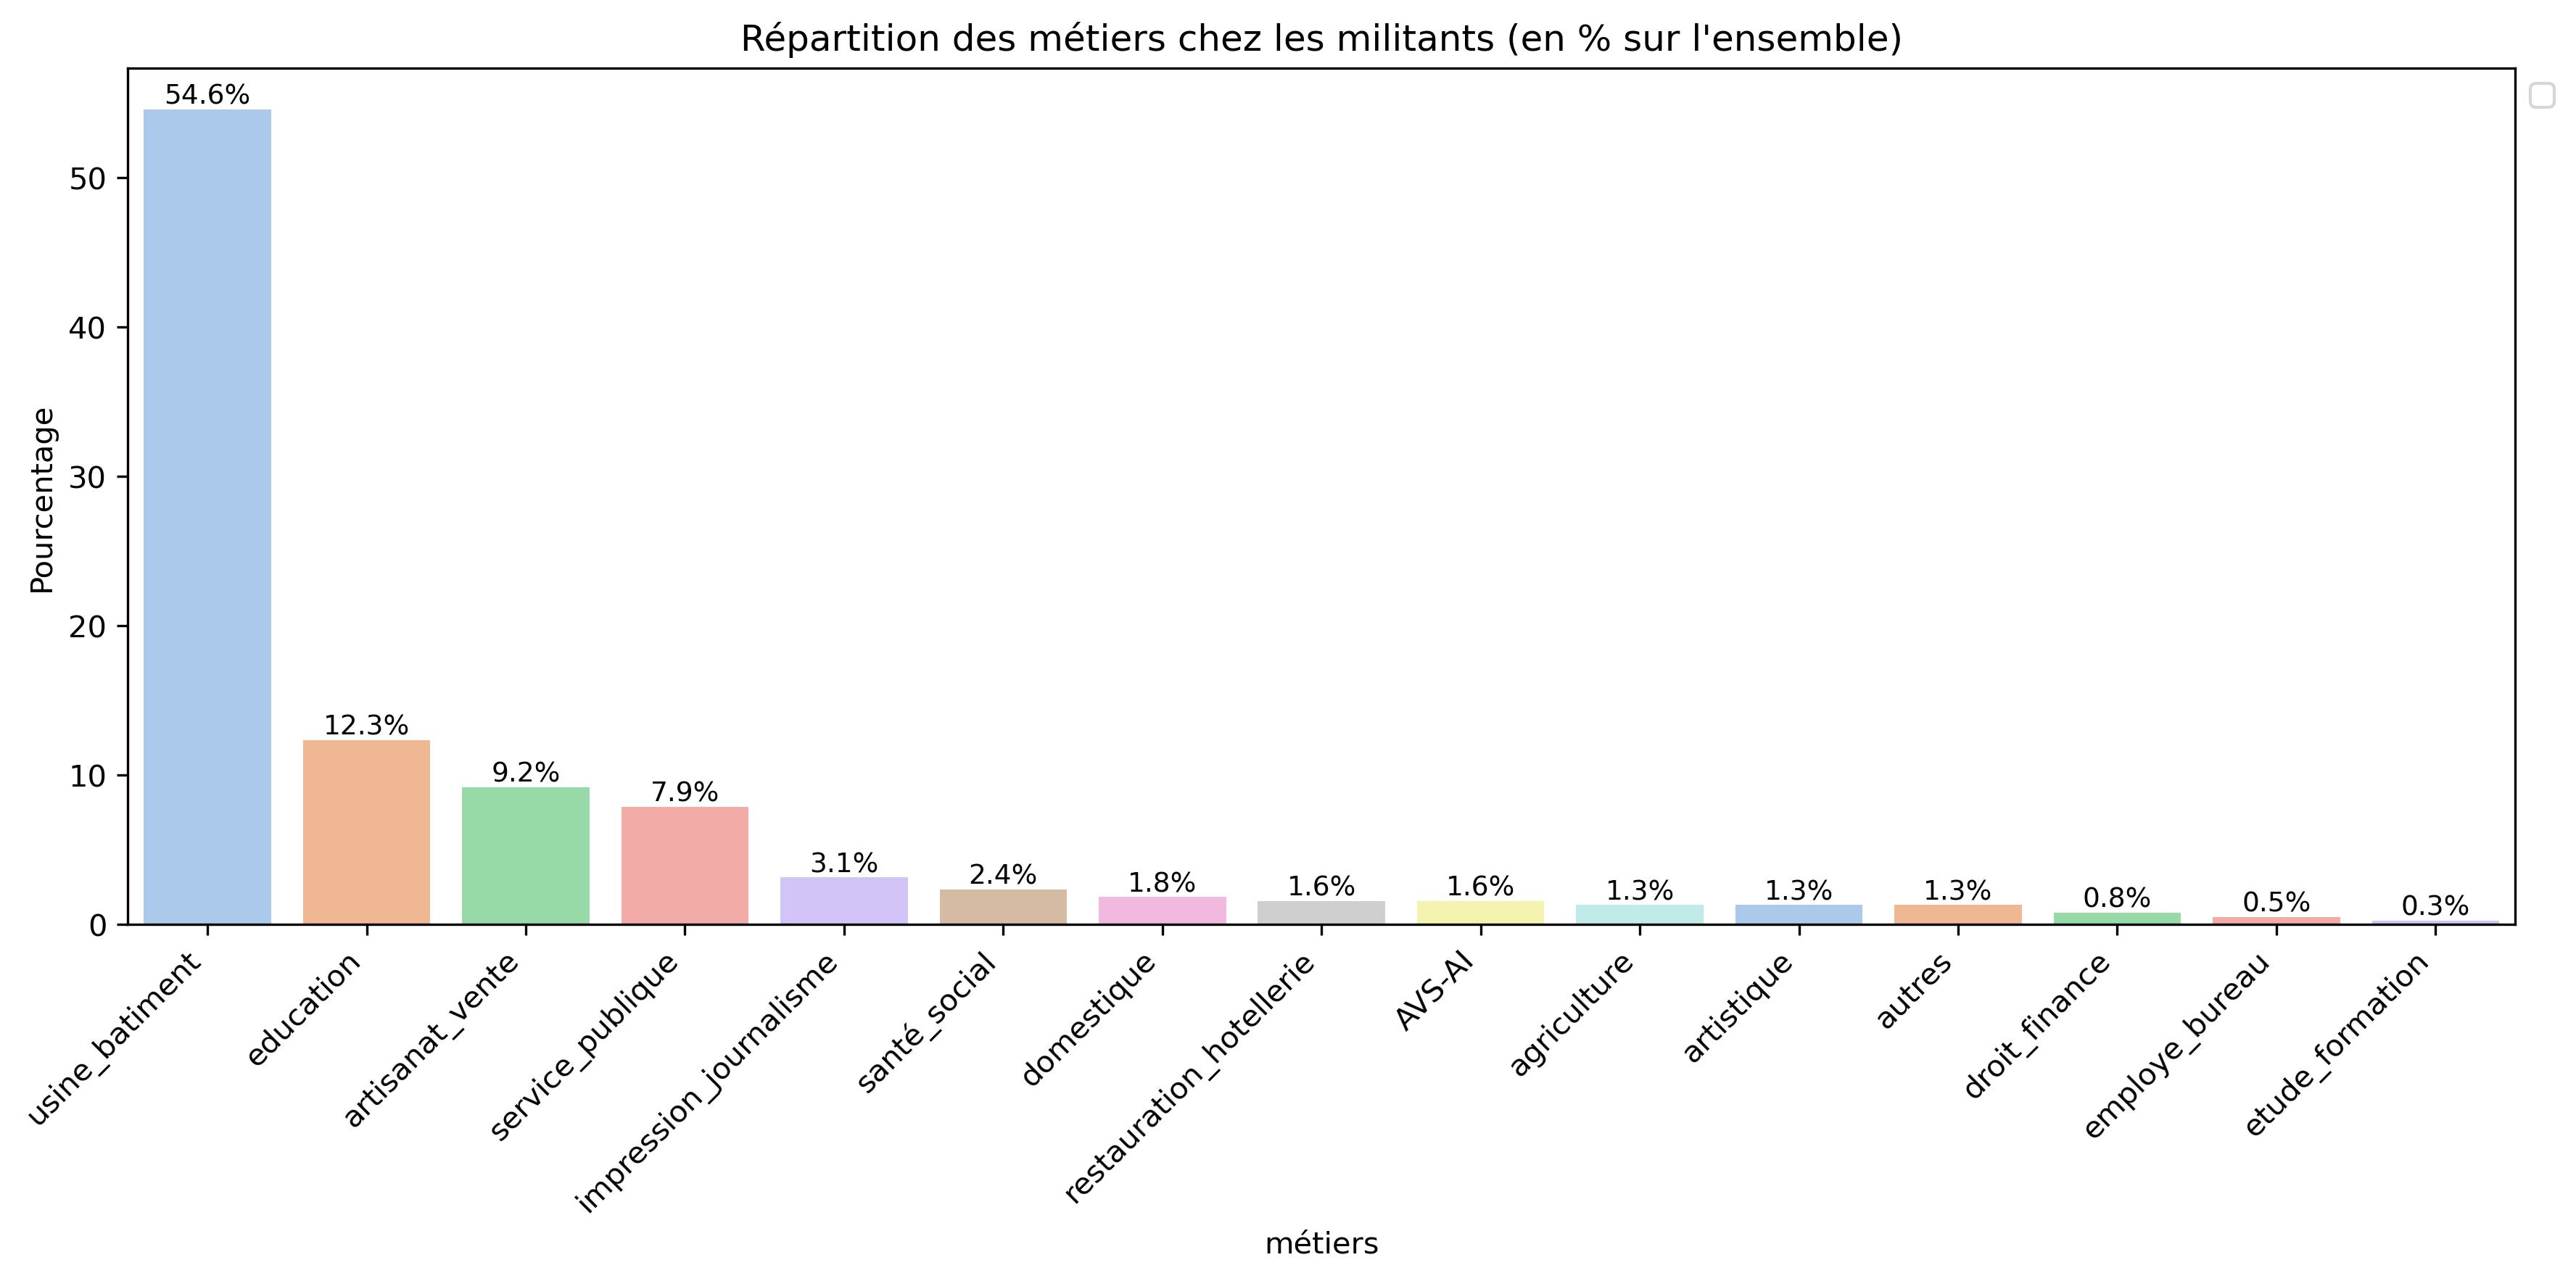 Répartition des métiers chez les militants (en % sur l'ensemble)
54.6%
12.3%
9.2%
7.9%
3.1%
2.4%
1.8%
1.6%
1.6%
1.3%
1.3%
1.3%
0.8%
0.5%
0.3%
Pourcentage
50
40
30
20
10
0
usine_batiment
education
artisanat_vente
service_publique
impression_journalisme
santé_social
domestique
restauration_hotellerie
AVS-AI
agriculture
artistique
autres
droit_finance
employe_bureau
etude_formation
métiers